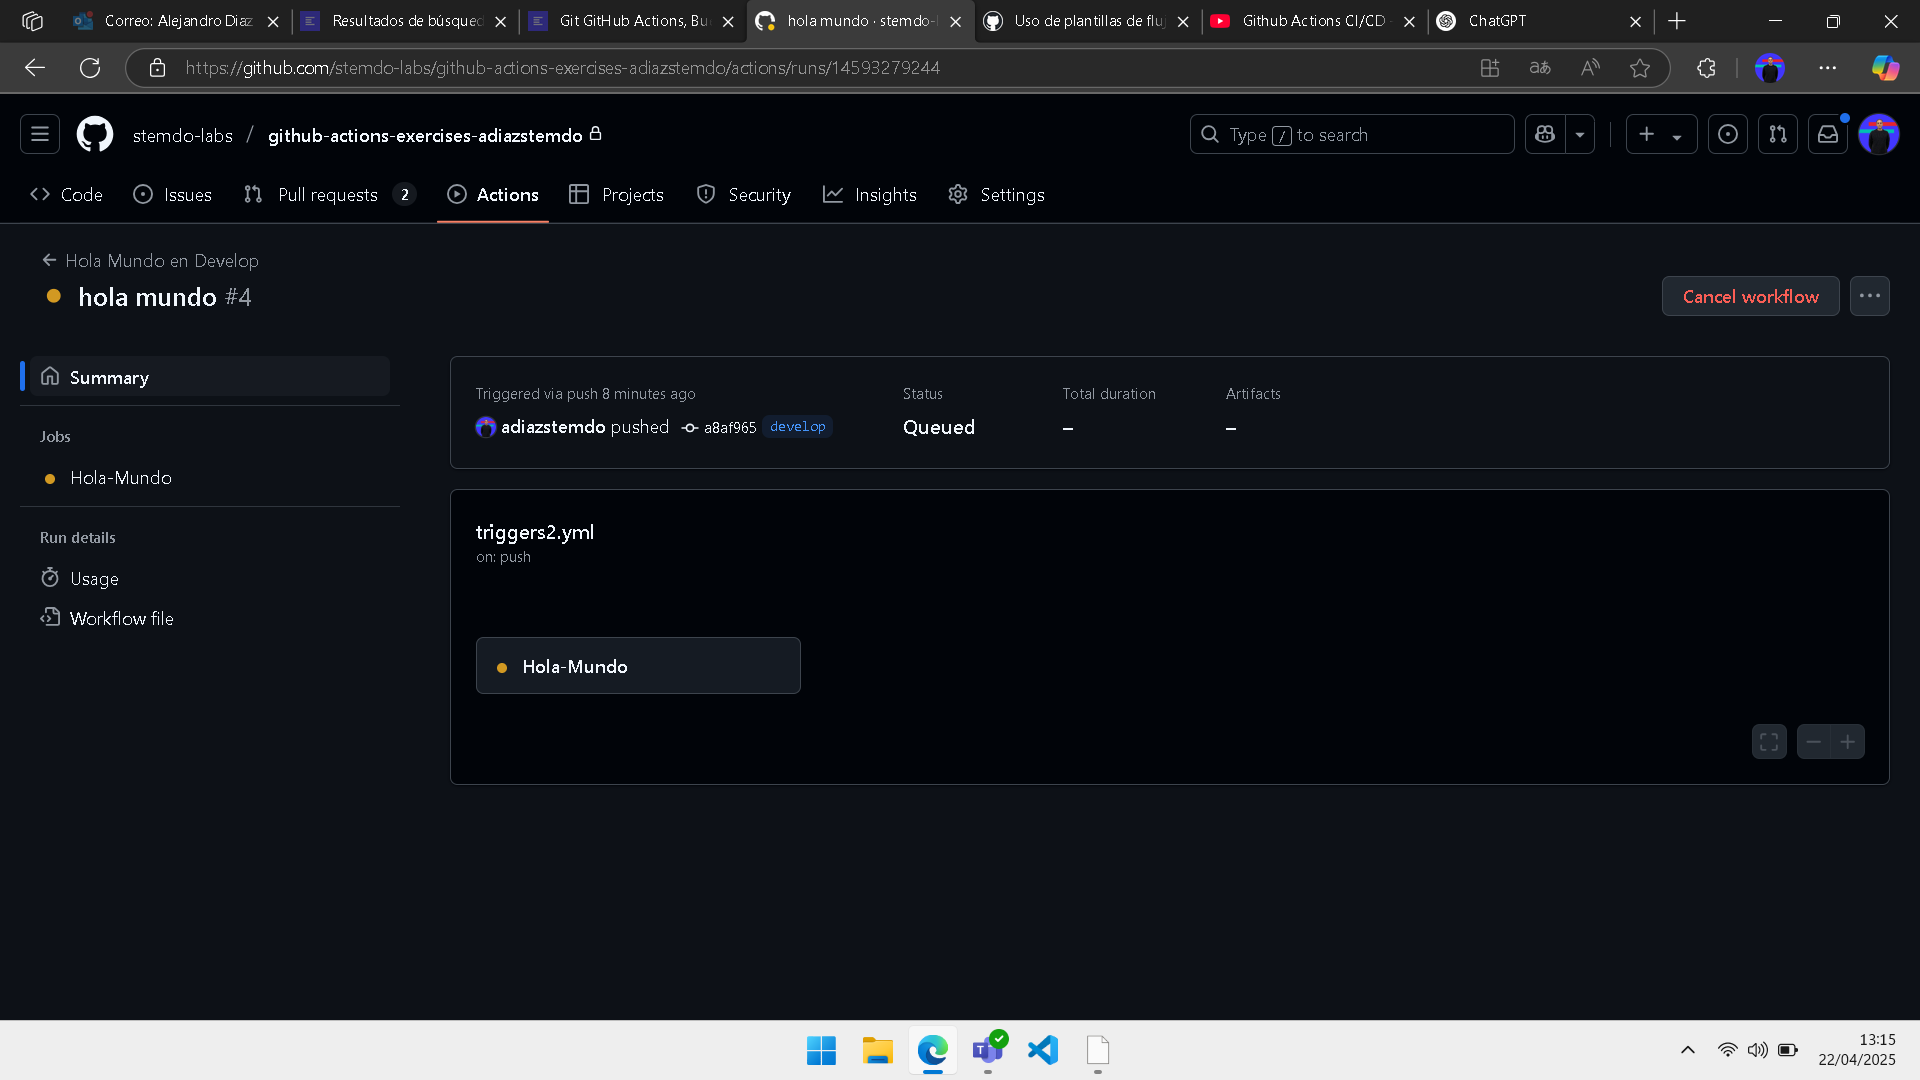 Correo: Alejandro Diaz
Resultados de búsqued
Git GitHub Actions, Bu
hola mundo · stemdo-l
Uso de plantillas de fluj
Github Actions CI/CD -
ChatGPT
https://github.com/stemdo-labs/github-actions-exercises-adiazstemdo/actions/runs/14593279244
stemdo-labs / github-actions-exercises-adiazstemdo
Type / to search
Code
Issues
Pull requests 2
Actions
Projects
Security
Insights
Settings
Hola Mundo en Develop
hola mundo #4
Cancel workflow
Summary
Jobs
Hola-Mundo
Run details
Usage
Workflow file
Triggered via push 8 minutes ago
adiazstemdo pushed a8af965 develop
Status
Queued
Total duration
–
Artifacts
–
triggers2.yml
on: push
Hola-Mundo
13:15
22/04/2025